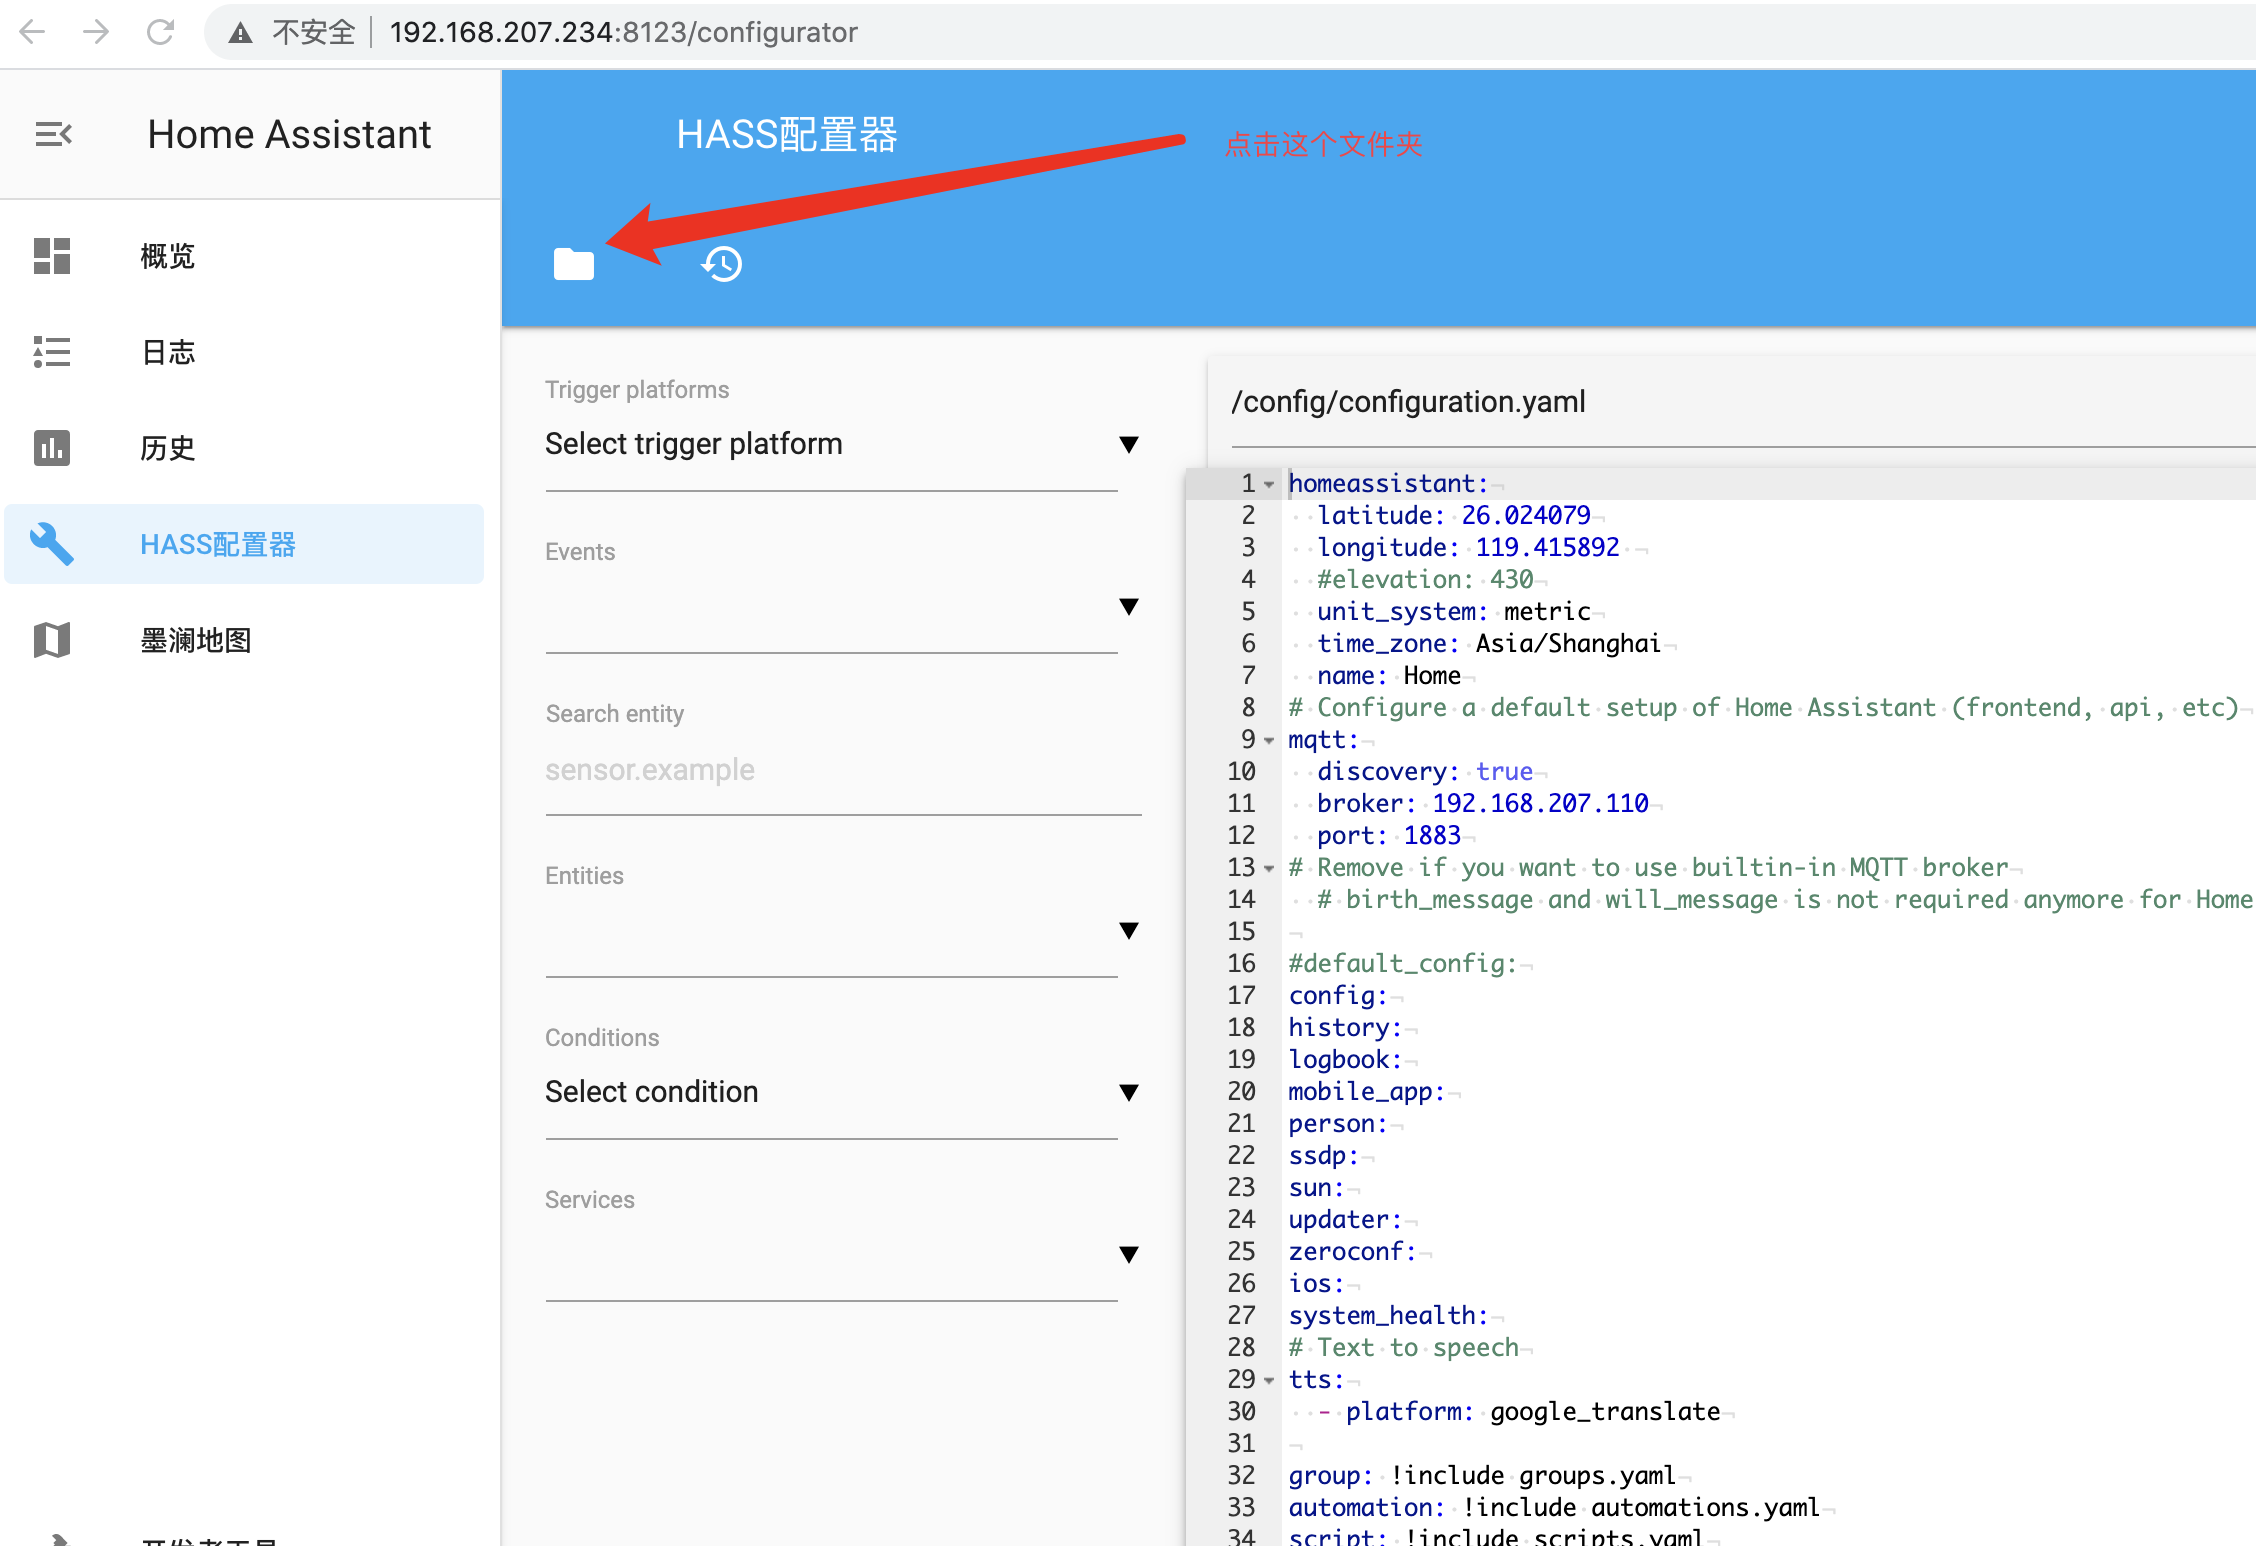 不安全 192.168.207.234:8123/configurator
Home Assistant
概览
日志
历史
HASS配置器
墨澜地图
开发者工具
HASS配置器
点击这个文件夹
Trigger platforms
Select trigger platform
Events
Search entity
sensor.example
Entities
Conditions
Select condition
Services
/config/configuration.yaml
1 homeassistant:
2   latitude: 26.024079
3   longitude: 119.415892
4   #elevation: 430
5   unit_system: metric
6   time_zone: Asia/Shanghai
7   name: Home
8 # Configure a default setup of Home Assistant (frontend, api, etc)
9 mqtt:
10   discovery: true
11   broker: 192.168.207.110
12   port: 1883
13 # Remove if you want to use builtin-in MQTT broker
14   # birth_message and will_message is not required anymore for Home
15
16 #default_config:
17 config:
18 history:
19 logbook:
20 mobile_app:
21 person:
22 ssdp:
23 sun:
24 updater:
25 zeroconf:
26 ios:
27 system_health:
28 # Text to speech
29 tts:
30   - platform: google_translate
31
32 group: !include groups.yaml
33 automation: !include automations.yaml
34 script: !include scripts.yaml